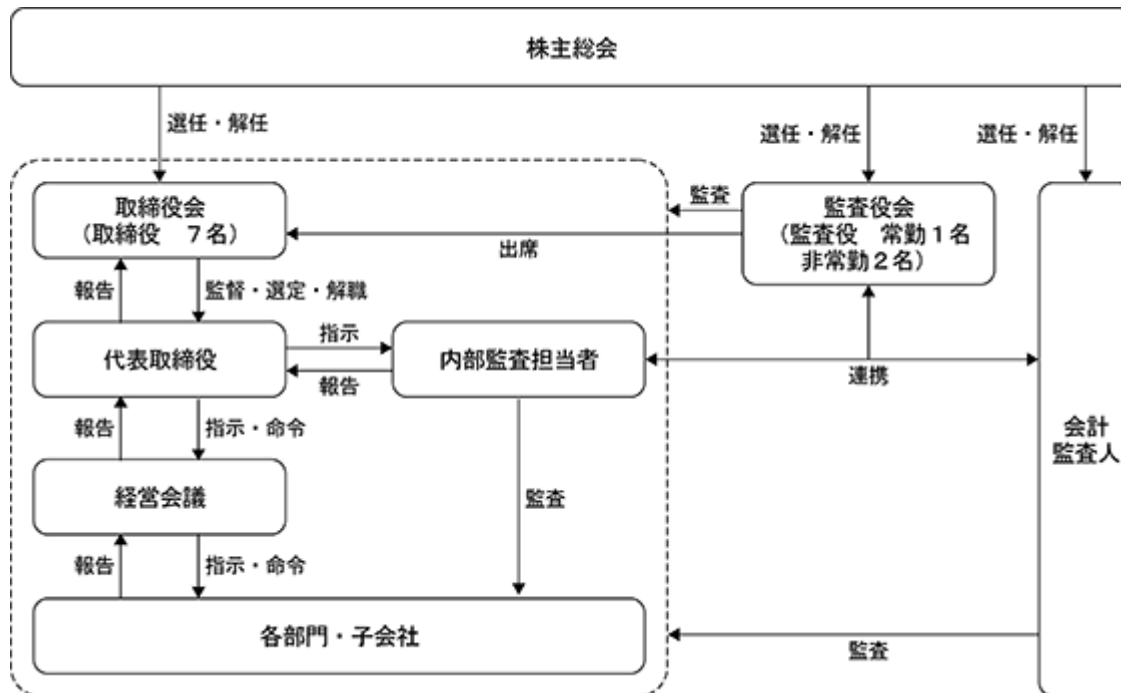 株主総会
選任・解任
選任・解任
選任・解任
取締役会
（取締役　７名）
監査
監査役会
（監査役　常勤１名
非常勤２名）
出席
報告
監督・選定・解職
代表取締役
指示
報告
内部監査担当者
連携
会計
監査人
報告
指示・命令
経営会議
監査
報告
指示・命令
各部門・子会社
監査